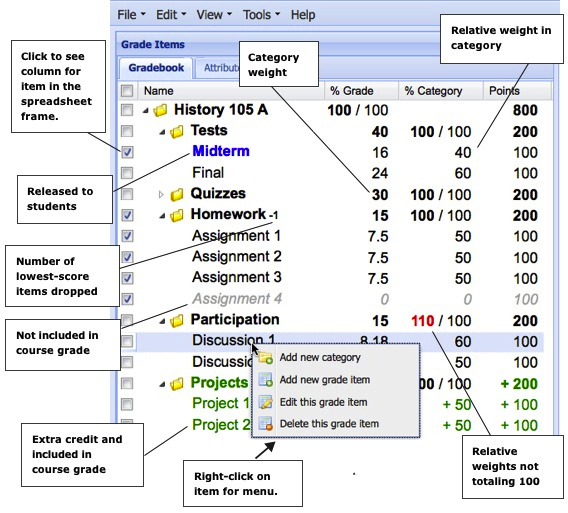 File Edit View Tools Help
Grade Items
Gradebook Attribut
Name % Grade % Category Points
History 105 A 100 / 100 800
Tests 40 100 / 100 200
Midterm 16 40 100
Final 24 60 100
Quizzes 30 100 / 100 200
Homework -1 15 100 / 100 200
Assignment 1 7.5 50 100
Assignment 2 7.5 50 100
Assignment 3 7.5 50 100
Assignment 4 0 0 100
Participation 15 110 / 100 200
Discussion 1 8.18 60 100
Discuss 50 100
Projects 00 / 100 + 200
Project 1 + 50 + 100
Project 2 + 50 + 100
Add new category
Add new grade item
Edit this grade item
Delete this grade item
Click to see
column for
item in the
spreadsheet
frame.
Released to
students
Number of
lowest-score
items dropped
Not included in
course grade
Extra credit and
included in
course grade
Category
weight
Relative weight in
category
Right-click on
item for menu.
Relative
weights not
totaling 100